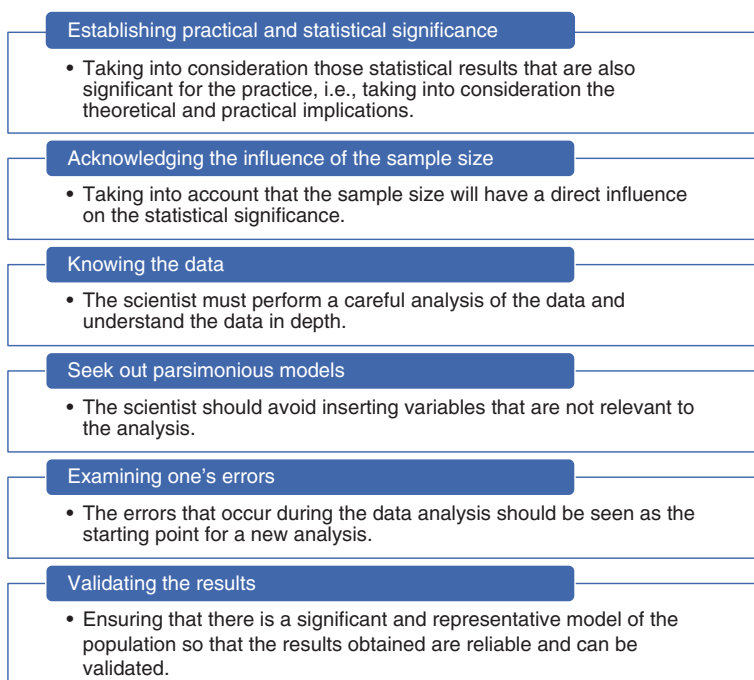 Establishing practical and statistical significance
• Taking into consideration those statistical results that are also
significant for the practice, i.e., taking into consideration the
theoretical and practical implications.
Acknowledging the influence of the sample size
• Taking into account that the sample size will have a direct influence
on the statistical significance.
Knowing the data
• The scientist must perform a careful analysis of the data and
understand the data in depth.
Seek out parsimonious models
• The scientist should avoid inserting variables that are not relevant to
the analysis.
Examining one's errors
• The errors that occur during the data analysis should be seen as the
starting point for a new analysis.
Validating the results
• Ensuring that there is a significant and representative model of the
population so that the results obtained are reliable and can be
validated.